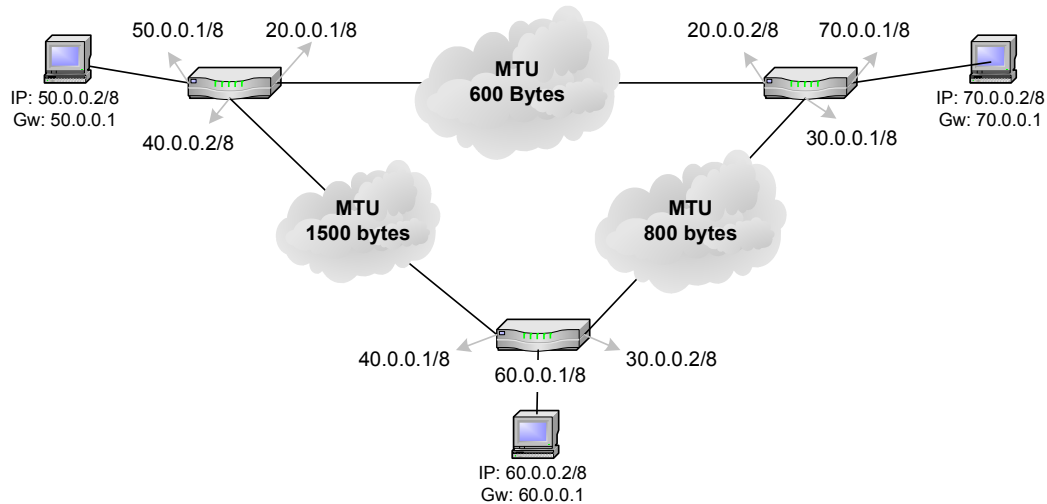 50.0.0.1/8
20.0.0.1/8
20.0.0.2/8
70.0.0.1/8
MTU
600 Bytes
IP: 50.0.0.2/8
Gw: 50.0.0.1
IP: 70.0.0.2/8
Gw: 70.0.0.1
40.0.0.2/8
30.0.0.1/8
MTU
1500 bytes
MTU
800 bytes
40.0.0.1/8
30.0.0.2/8
60.0.0.1/8
IP: 60.0.0.2/8
Gw: 60.0.0.1